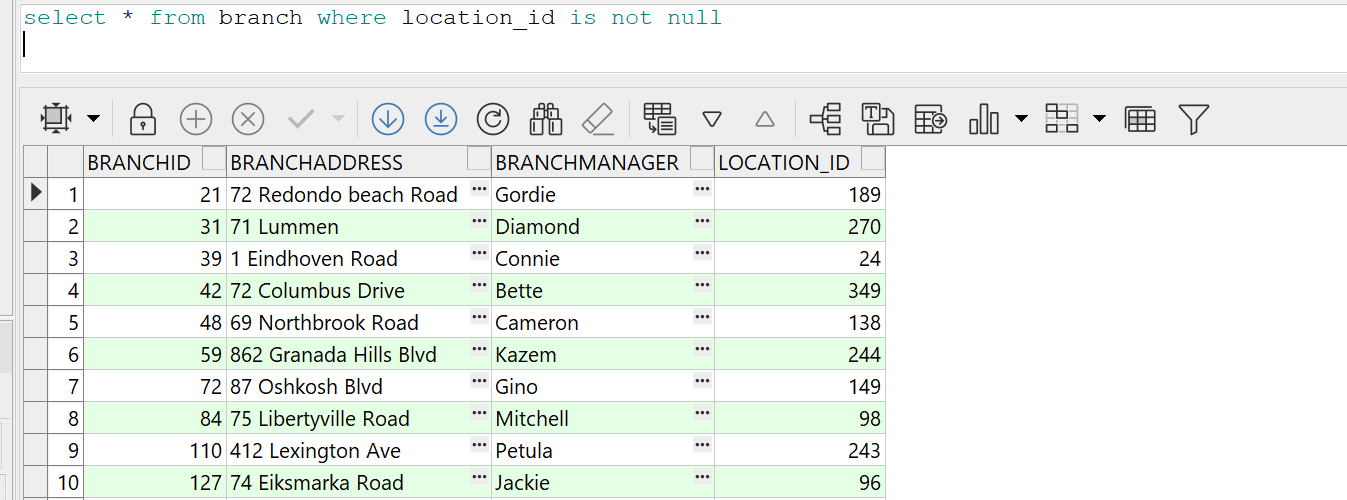 select * from branch where location_id is not null
BRANCHID BRANCHADDRESS BRANCHMANAGER LOCATION_ID
1 21 72 Redondo beach Road ... Gordie ... 189
2 31 71 Lummen ... Diamond ... 270
3 39 1 Eindhoven Road ... Connie ... 24
4 42 72 Columbus Drive ... Bette ... 349
5 48 69 Northbrook Road ... Cameron ... 138
6 59 862 Granada Hills Blvd ... Kazem ... 244
7 72 87 Oshkosh Blvd ... Gino ... 149
8 84 75 Libertyville Road ... Mitchell ... 98
9 110 412 Lexington Ave ... Petula ... 243
10 127 74 Eiksmarka Road ... Jackie ... 96